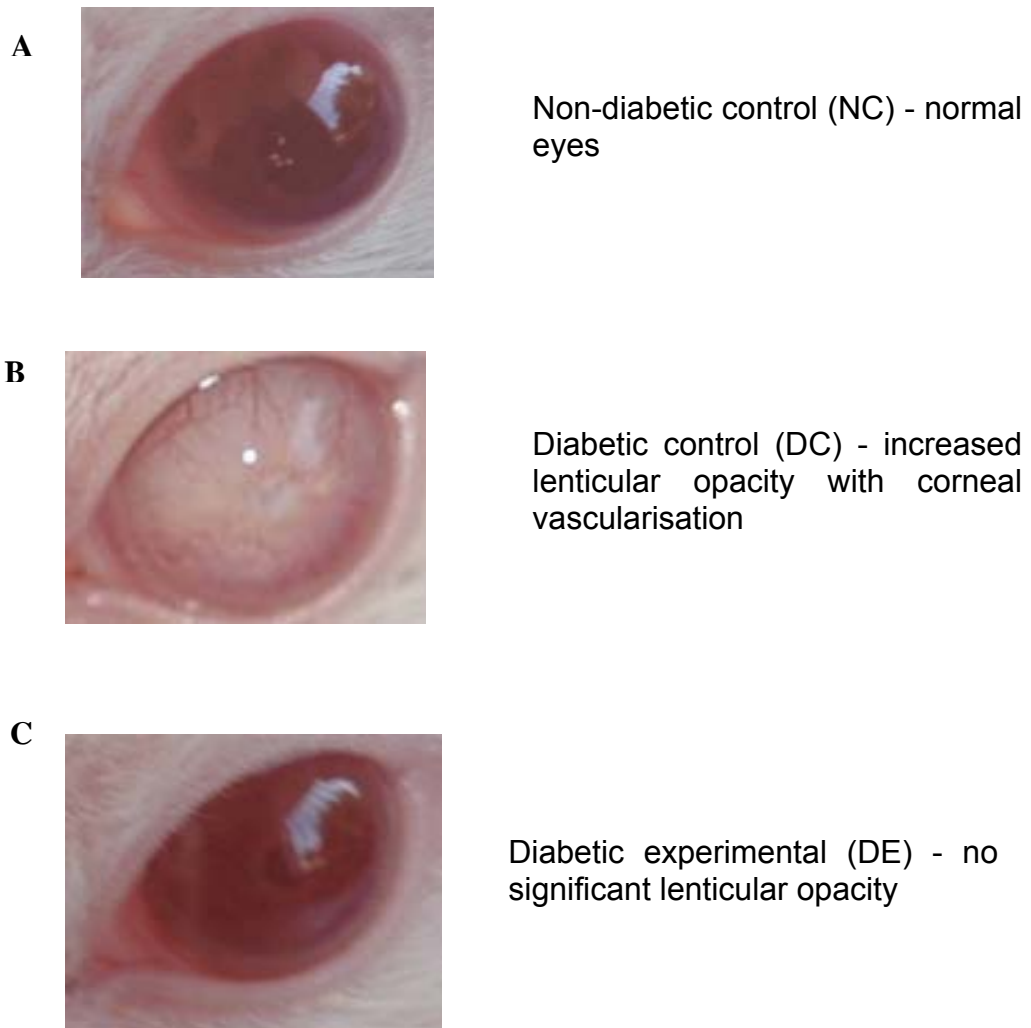 A
Non-diabetic control (NC) - normal
eyes
B
Diabetic control (DC) - increased
lenticular opacity with corneal
vascularisation
C
Diabetic experimental (DE) - no
significant lenticular opacity